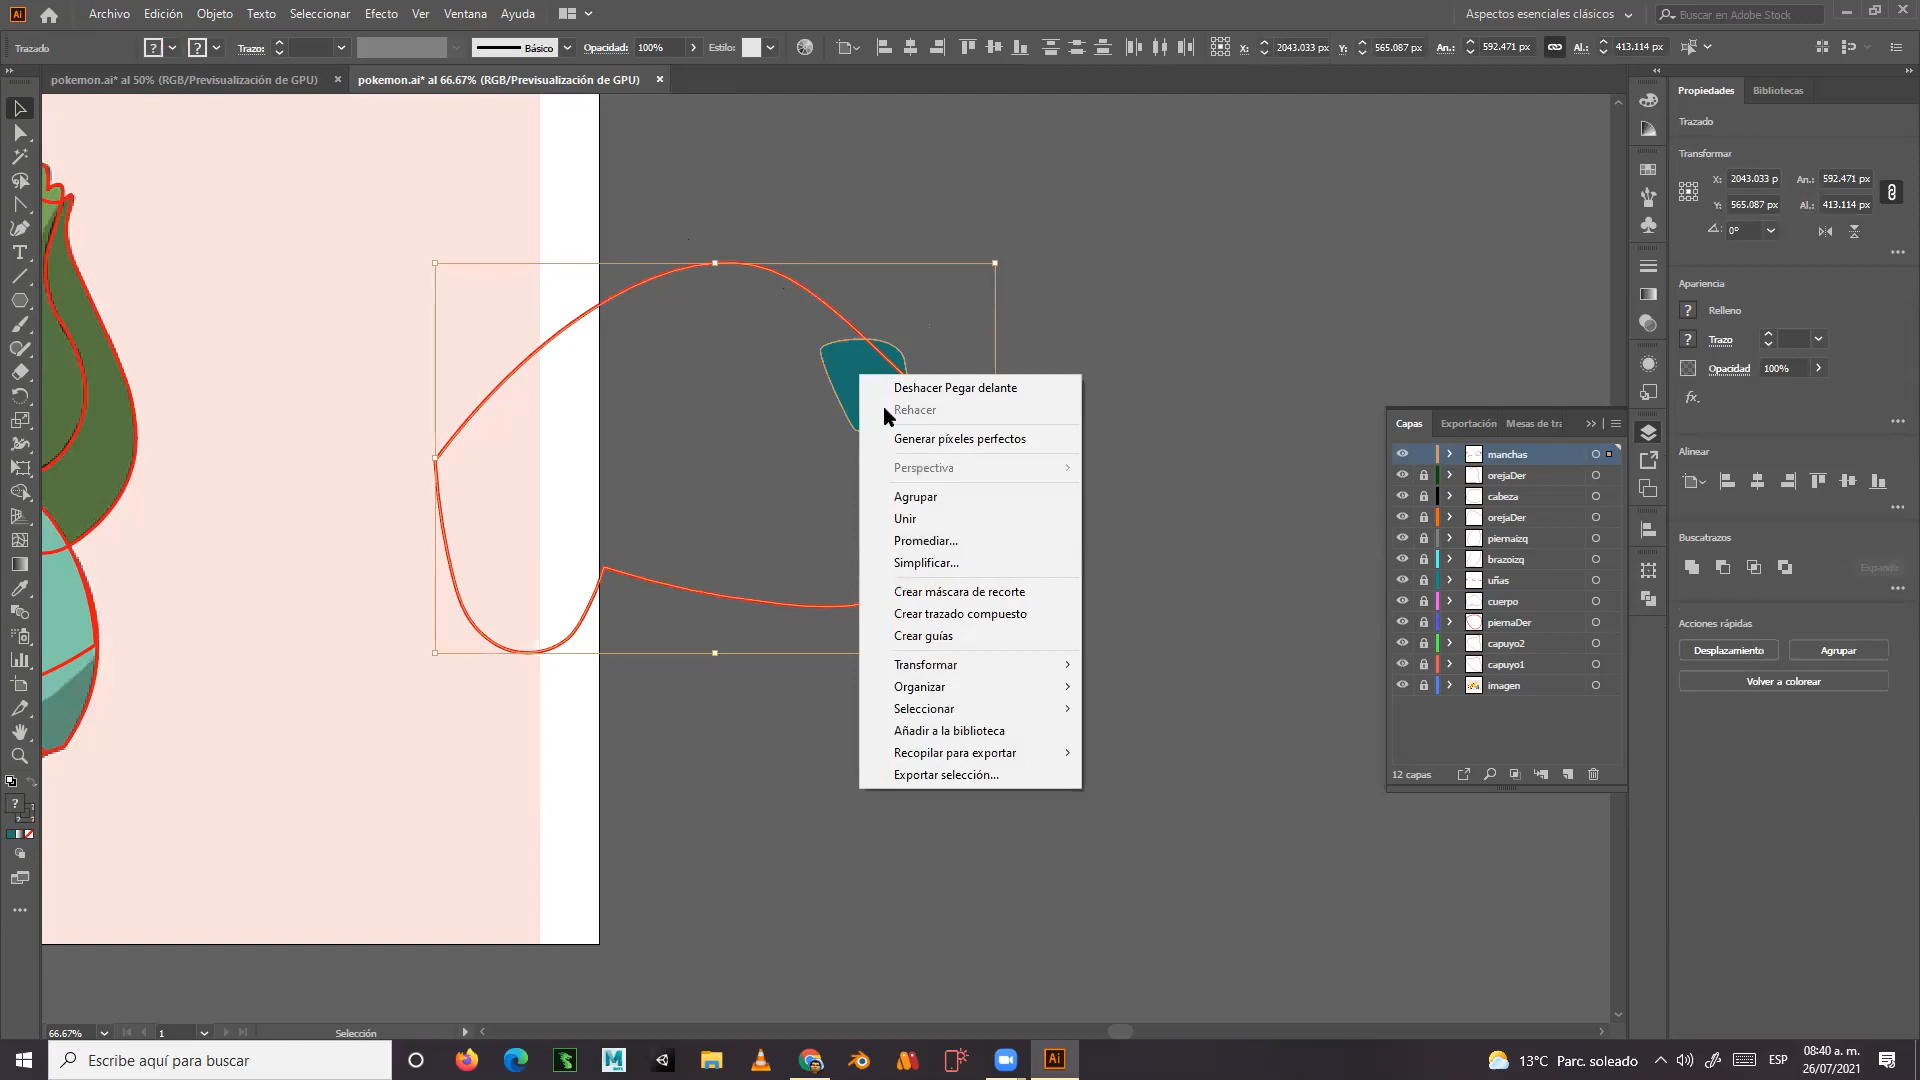 Ai Archivo Edición Objeto Texto Seleccionar Efecto Ver Ventana Ayuda Aspectos esenciales clásicos Buscar en Adobe Stock
Trazado ? ? Trazo: Básico Opacidad: 100% Estilo: X: 2043.033 px Y: 565.087 px An.: 592.471 px Al.: 413.114 px
pokemon.ai* al 50% (RGB/Previsualización de GPU) × pokemon.ai* al 66.67% (RGB/Previsualización de GPU) ×
Propiedades Bibliotecas
Trazado
Transformar
X: 2043.033 p An.: 592.471 px
Y: 565.087 px Al.: 413.114 px
0°
Apariencia
? Relleno
? Trazo
Opacidad 100%
fx.
Alinear
Buscatrazos
Expandir
Acciones rápidas
Desplazamiento Agrupar
Volver a colorear
Deshacer Pegar delante
Rehacer
Generar píxeles perfectos
Perspectiva
Agrupar
Unir
Promediar...
Simplificar...
Crear máscara de recorte
Crear trazado compuesto
Crear guías
Transformar
Organizar
Seleccionar
Añadir a la biblioteca
Recopilar para exportar
Exportar selección...
Capas Exportación Mesas de tra
manchas
orejaDer
cabeza
orejaDer
piernaizq
brazoizq
uñas
cuerpo
piernaDer
capuyo2
capuyo1
imagen
12 capas
66.67% 1 Selección
Escribe aquí para buscar
Ai
13°C Parc. soleado ESP 08:40 a. m.
26/07/2021